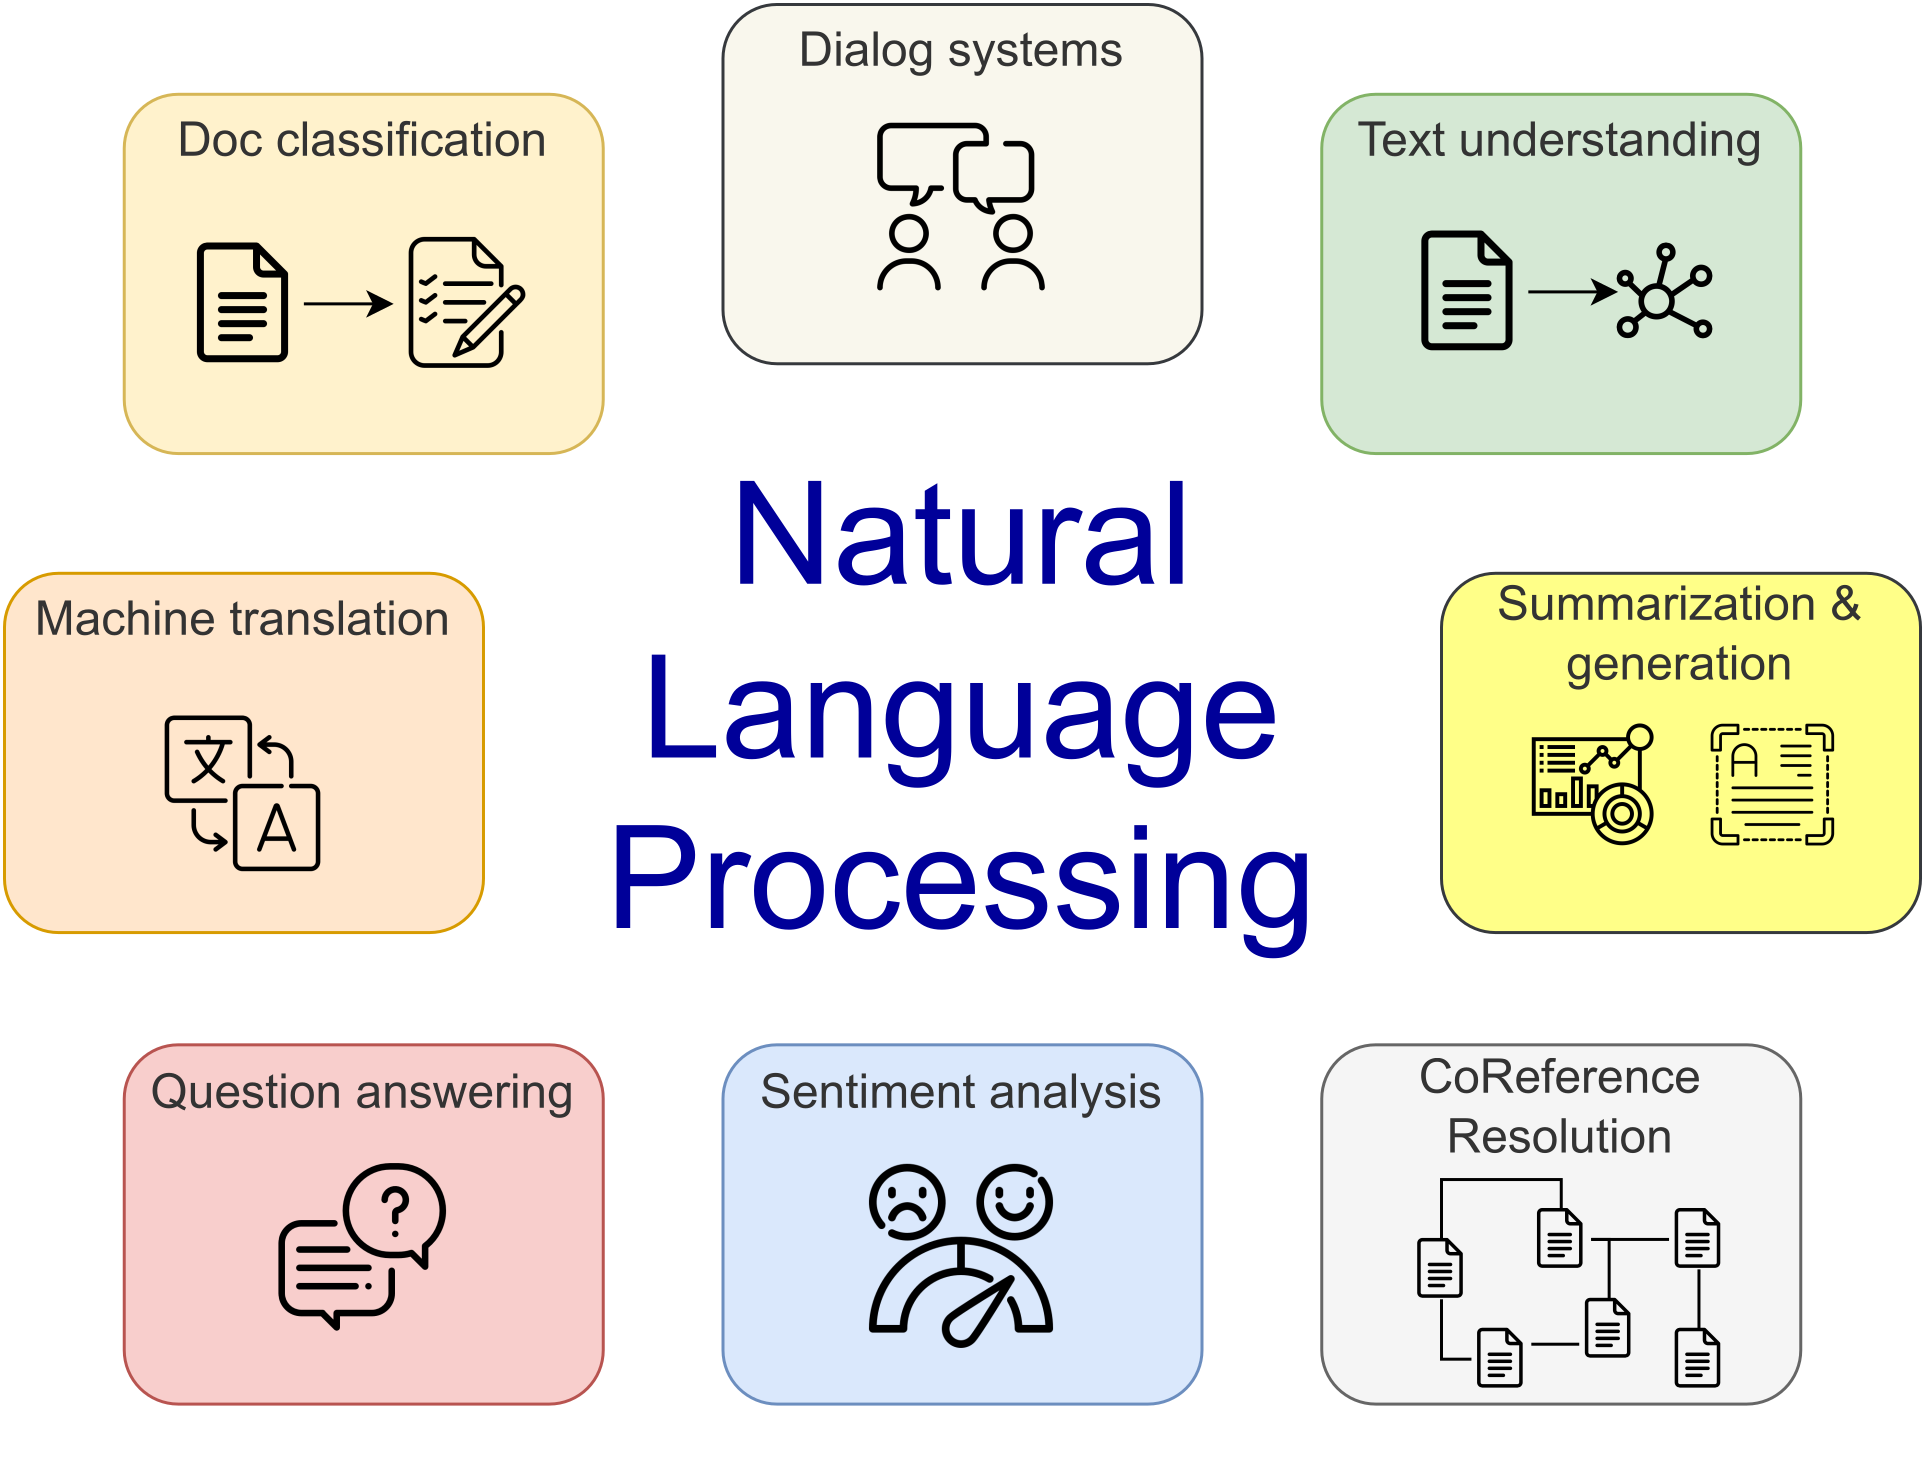 Dialog systems
Doc classification
Text understanding
Natural
Language
Processing
Machine translation
文
A
Summarization &
generation
A
Question answering
?
Sentiment analysis
CoReference
Resolution